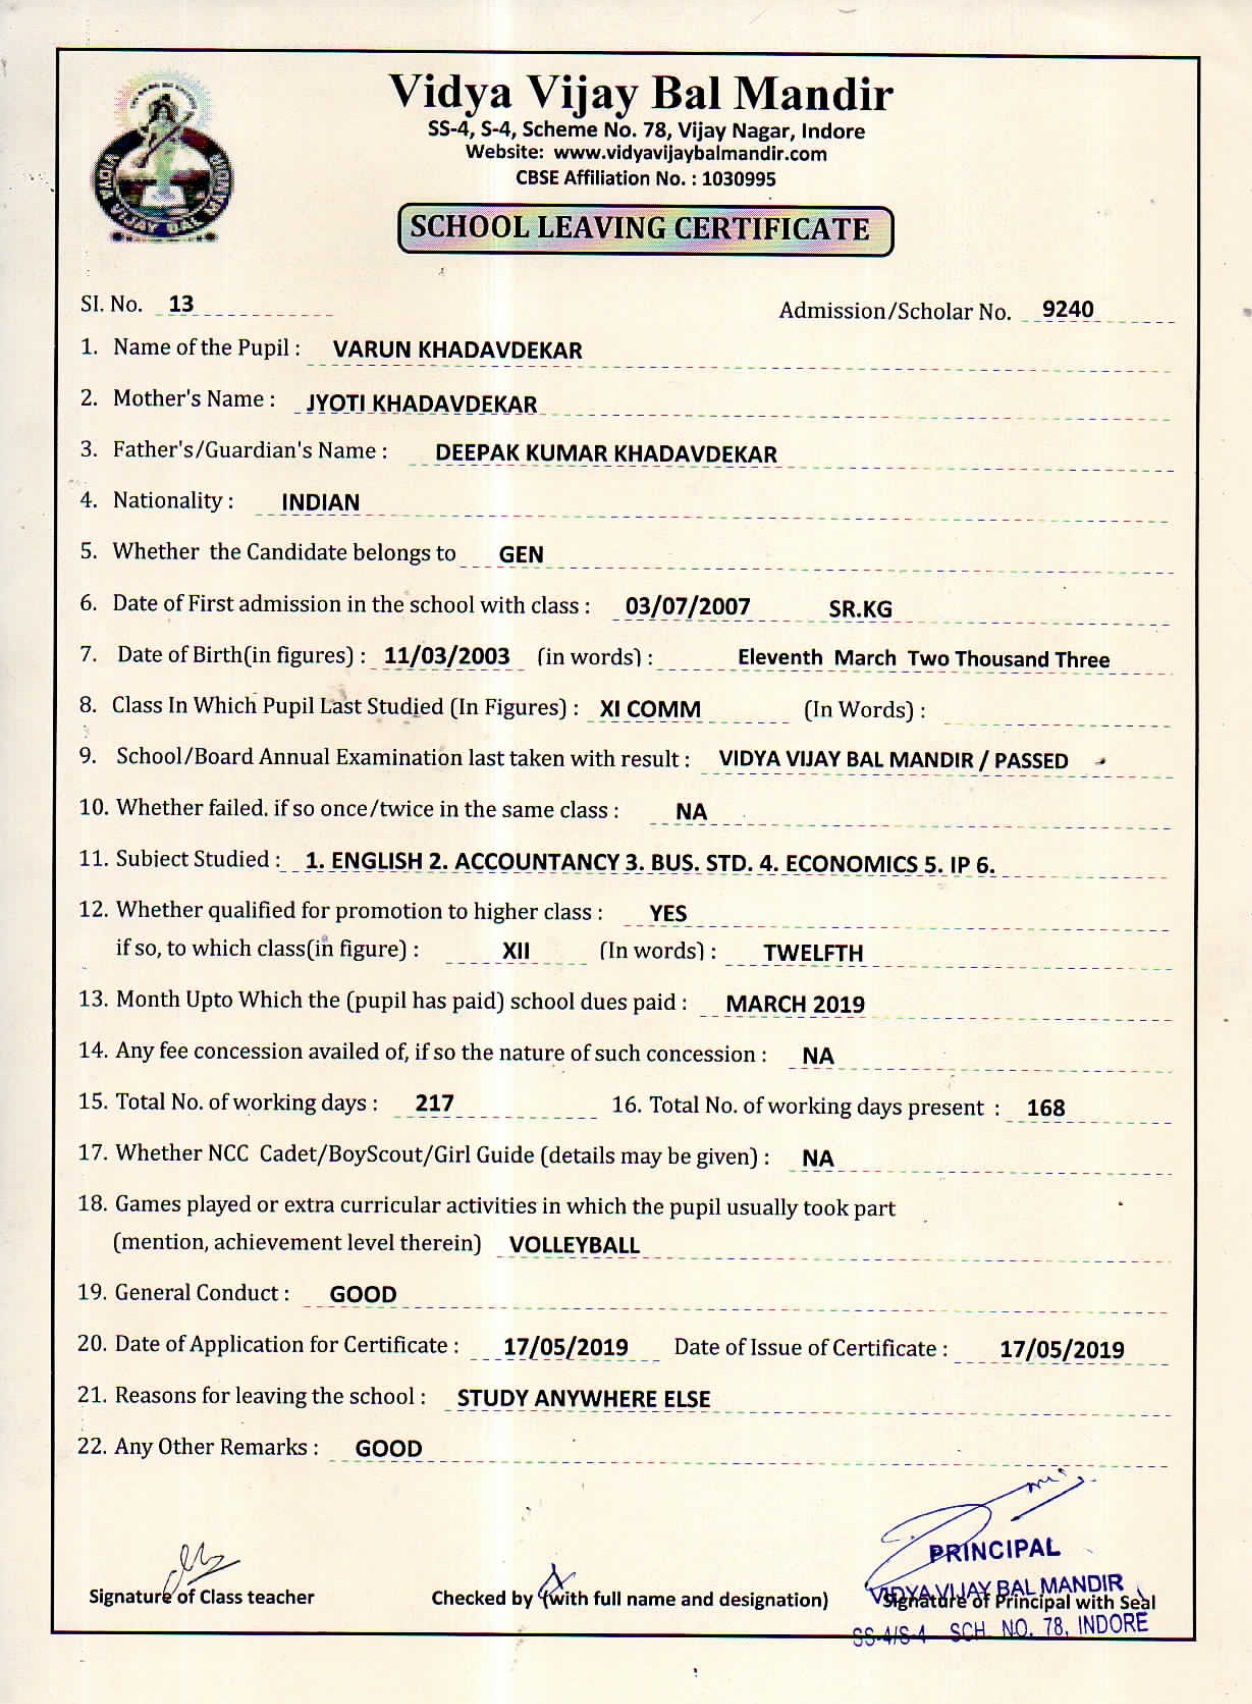 Vidya Vijay Bal Mandir
SS-4, S-4, Scheme No. 78, Vijay Nagar, Indore
Website: www.vidyavijaybalmandir.com
CBSE Affiliation No. : 1030995
VIDYA VIJAY BAL MANDIR
SCHOOL LEAVING CERTIFICATE
SI. No. 13 Admission/Scholar No. 9240
1. Name of the Pupil : VARUN KHADAVDEKAR
2. Mother's Name : JYOTI KHADAVDEKAR
3. Father's/Guardian's Name : DEEPAK KUMAR KHADAVDEKAR
4. Nationality : INDIAN
5. Whether the Candidate belongs to GEN
6. Date of First admission in the school with class : 03/07/2007 SR.KG
7. Date of Birth(in figures) : 11/03/2003 (in words) : Eleventh March Two Thousand Three
8. Class In Which Pupil Last Studied (In Figures) : XI COMM (In Words) :
9. School/Board Annual Examination last taken with result : VIDYA VIJAY BAL MANDIR / PASSED
10. Whether failed. if so once/twice in the same class : NA
11. Subject Studied : 1. ENGLISH 2. ACCOUNTANCY 3. BUS. STD. 4. ECONOMICS 5. IP 6.
12. Whether qualified for promotion to higher class : YES
if so, to which class(in figure) : XII (In words) : TWELFTH
13. Month Upto Which the (pupil has paid) school dues paid : MARCH 2019
14. Any fee concession availed of, if so the nature of such concession : NA
15. Total No. of working days : 217 16. Total No. of working days present : 168
17. Whether NCC Cadet/BoyScout/Girl Guide (details may be given) : NA
18. Games played or extra curricular activities in which the pupil usually took part
(mention, achievement level therein) VOLLEYBALL
19. General Conduct : GOOD
20. Date of Application for Certificate : 17/05/2019 Date of Issue of Certificate : 17/05/2019
21. Reasons for leaving the school : STUDY ANYWHERE ELSE
22. Any Other Remarks : GOOD
PRINCIPAL
VIDYA VIJAY BAL MANDIR
Signature of Class teacher Checked by (with full name and designation) Signature of Principal with Seal
SS-4/S-4 SCH. NO. 78, INDORE